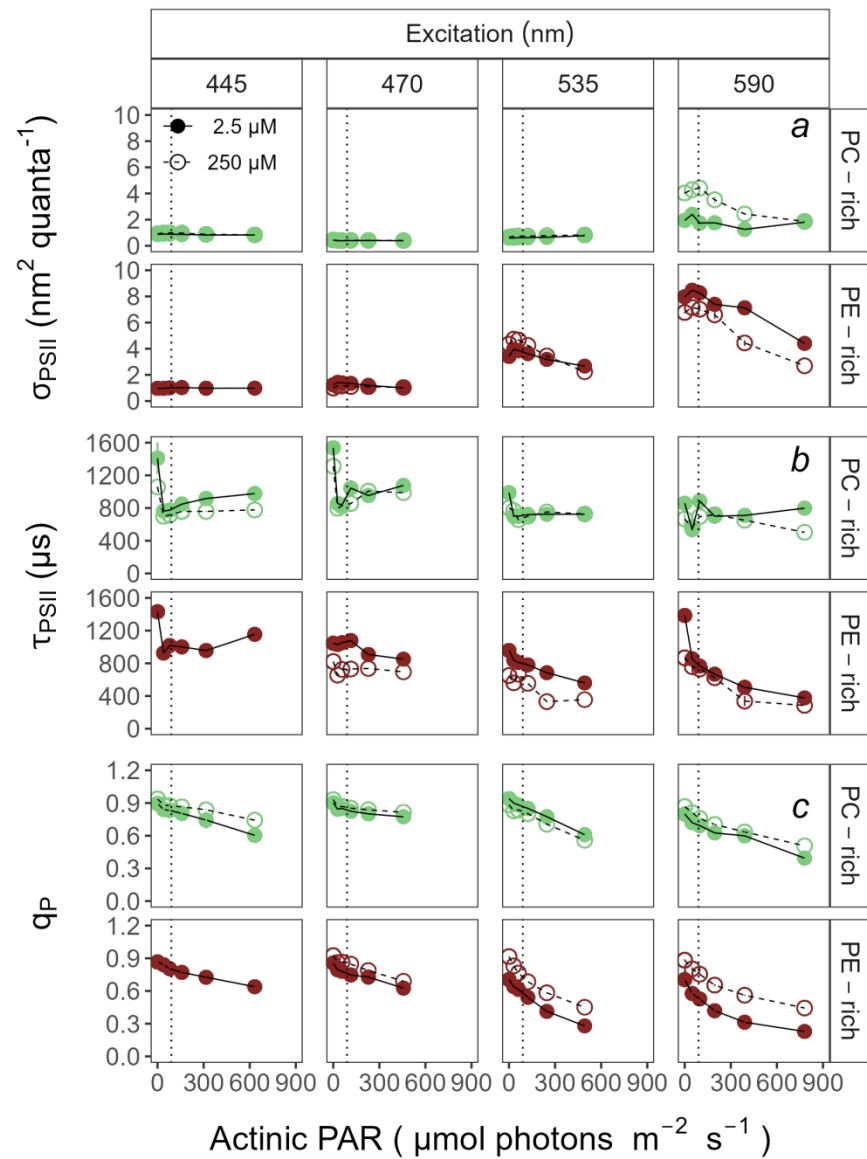 Excitation (nm)
445 470 535 590
10
8
6
4
2
0
2.5 µM
250 µM
a
PC − rich
10
8
6
4
2
0
PE − rich
σPSII (nm² quanta⁻¹)
1600
1200
800
400
0
b
PC − rich
1600
1200
800
400
0
PE − rich
τPSII (µs)
1.2
0.9
0.6
0.3
0.0
c
PC − rich
1.2
0.9
0.6
0.3
0.0
PE − rich
qP
0 300 600 900 0 300 600 900 0 300 600 900 0 300 600 900
Actinic PAR ( µmol photons m⁻² s⁻¹ )